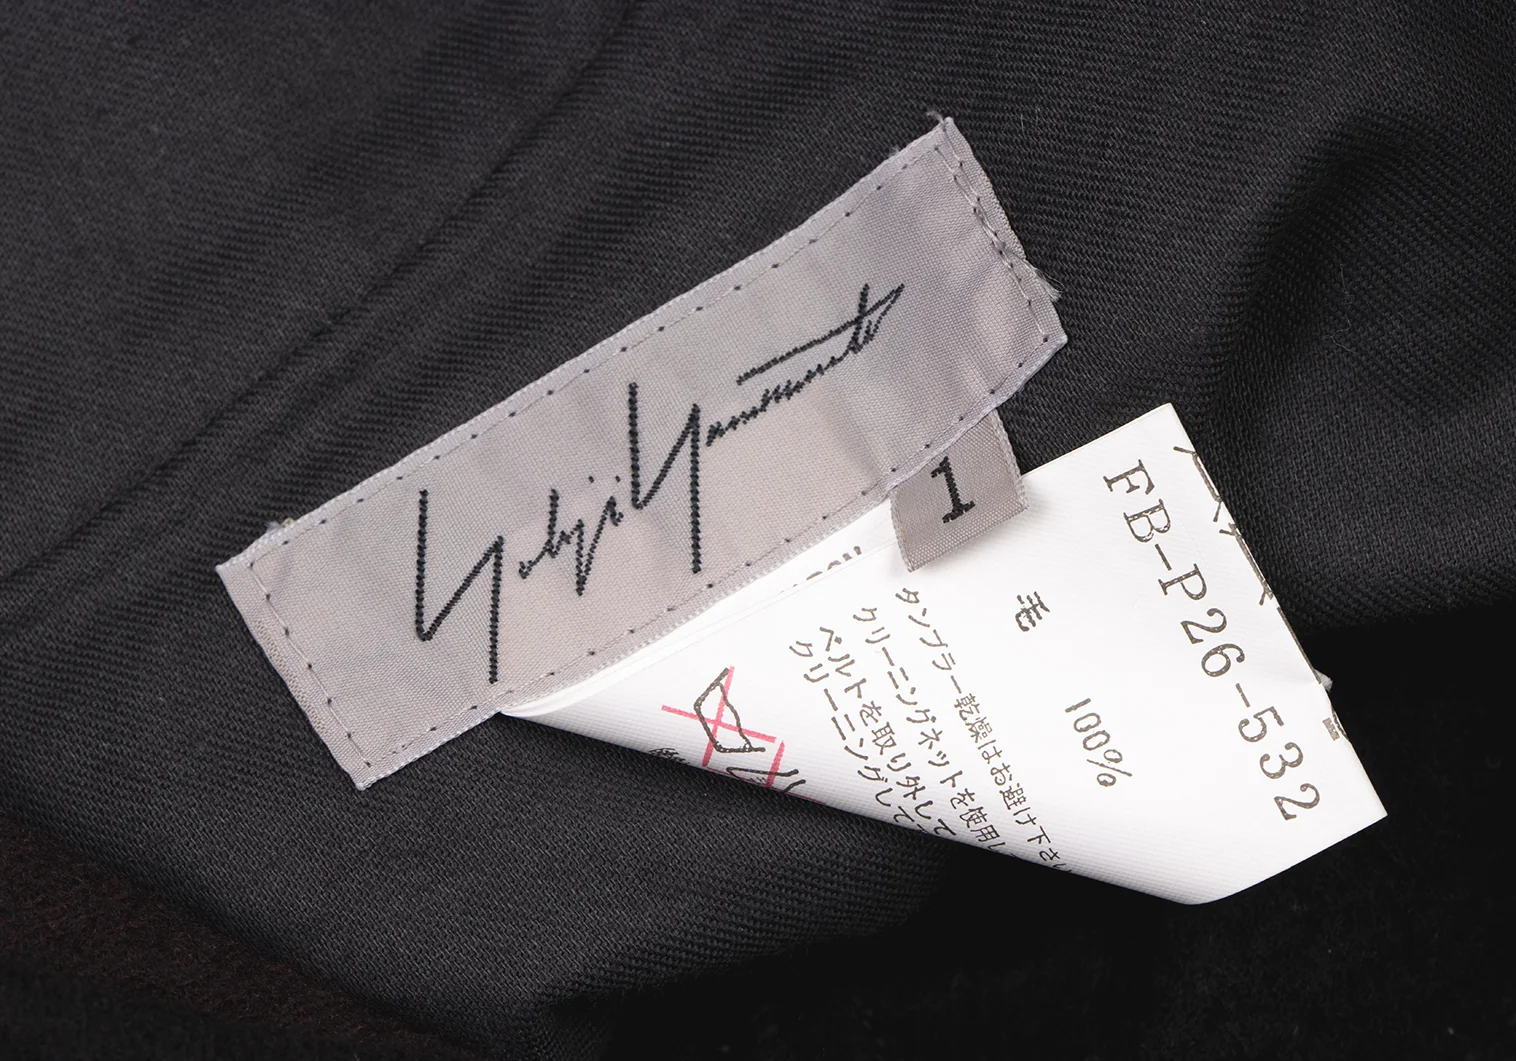 Yohji Yamamoto
1
FB-P26-532
毛 100%
タンブラー乾燥はお避け下さ
クリーニングネットを使用し
ベルトを取り外して
クリーニングして